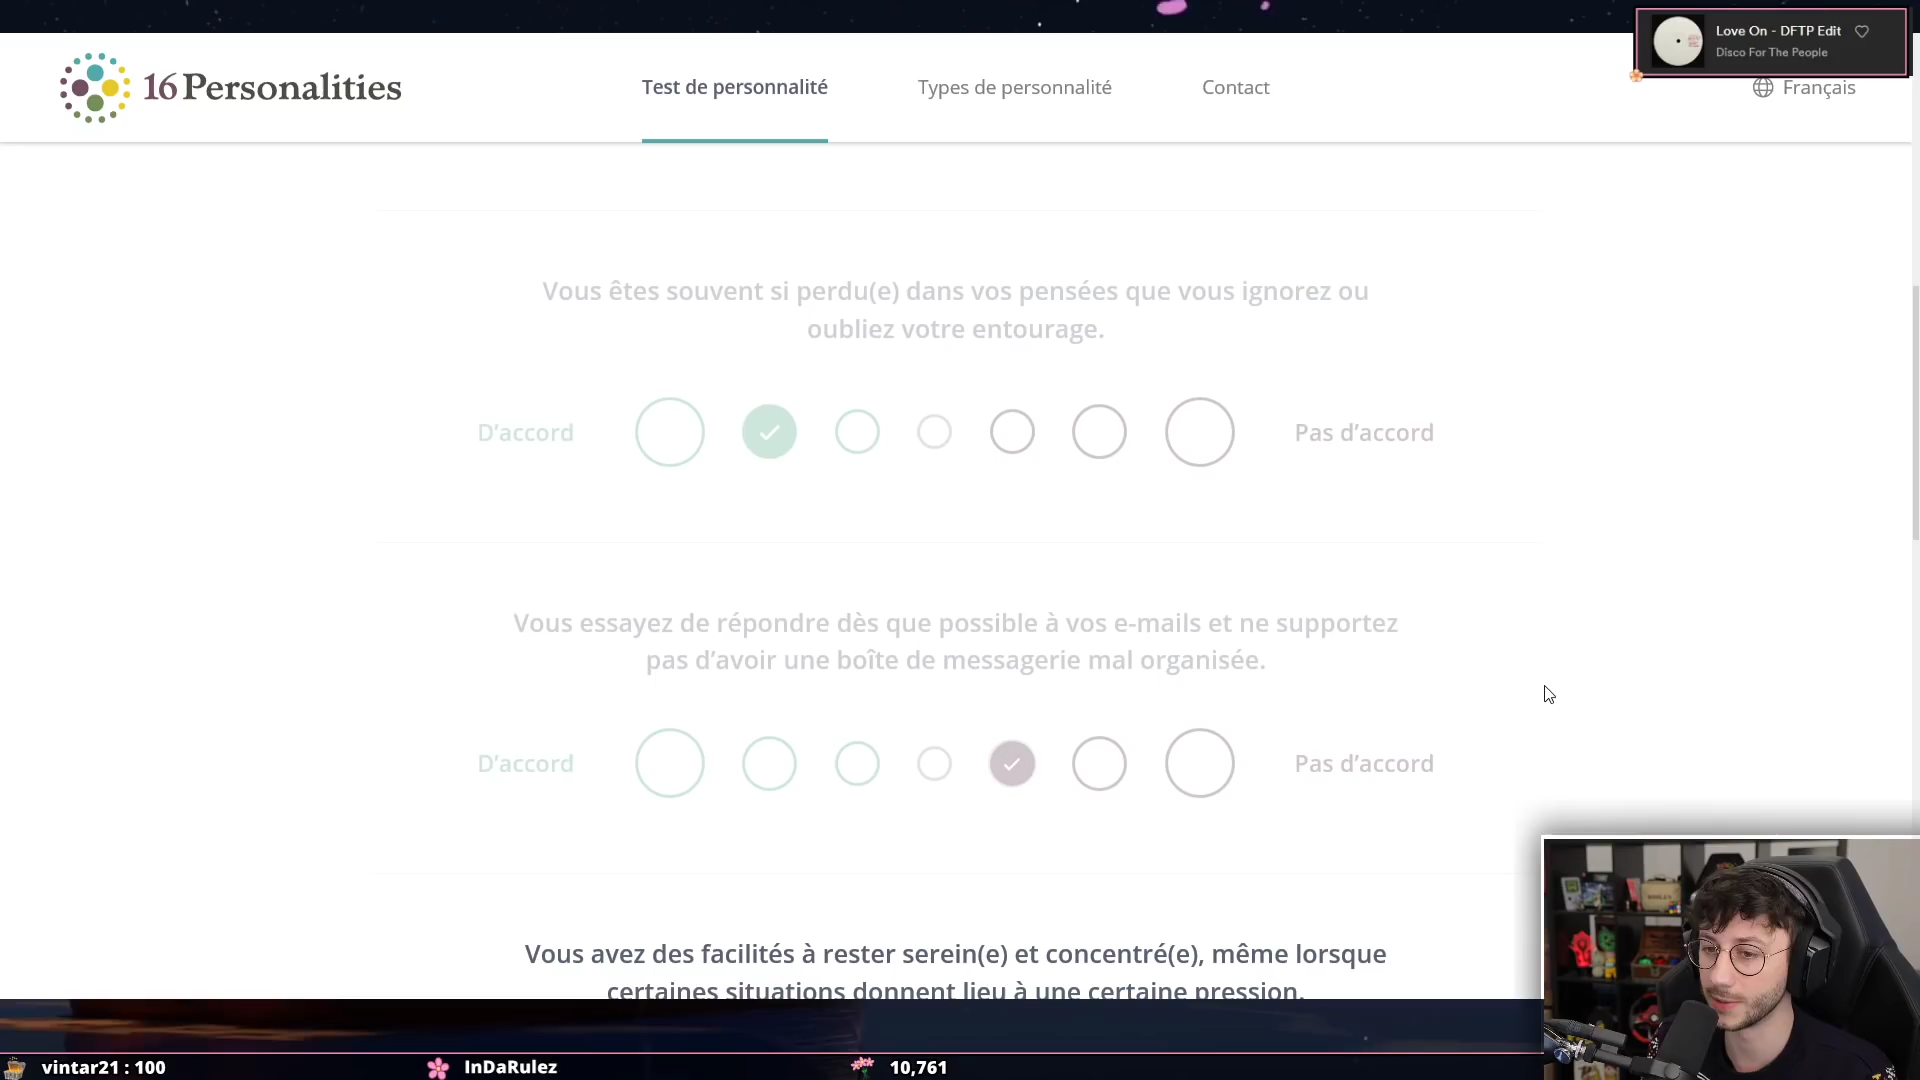 Love On - DFTP Edit
Disco For The People
16Personalities
Test de personnalité
Types de personnalité
Contact
Français
Vous êtes souvent si perdu(e) dans vos pensées que vous ignorez ou
oubliez votre entourage.
D’accord
Pas d’accord
Vous essayez de répondre dès que possible à vos e-mails et ne supportez
pas d’avoir une boîte de messagerie mal organisée.
D’accord
Pas d’accord
Vous avez des facilités à rester serein(e) et concentré(e), même lorsque
certaines situations donnent lieu à une certaine pression.
vintar21 : 100
InDaRulez
10,761